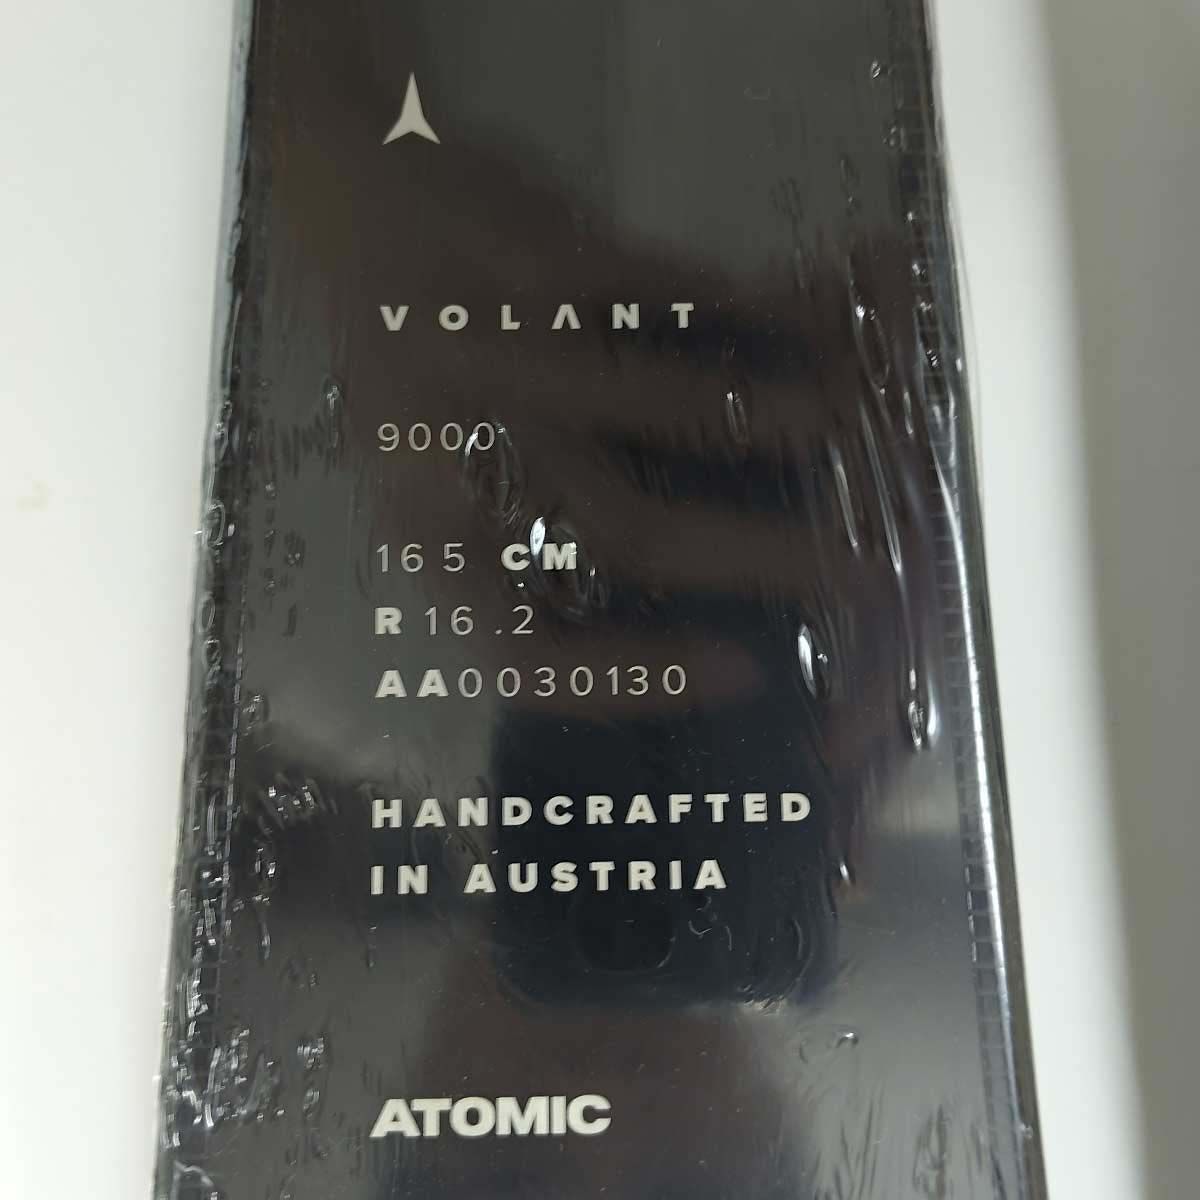 VOLANT
9000
165 CM
R 16.2
AA0030130
HANDCRAFTED
IN AUSTRIA
ATOMIC